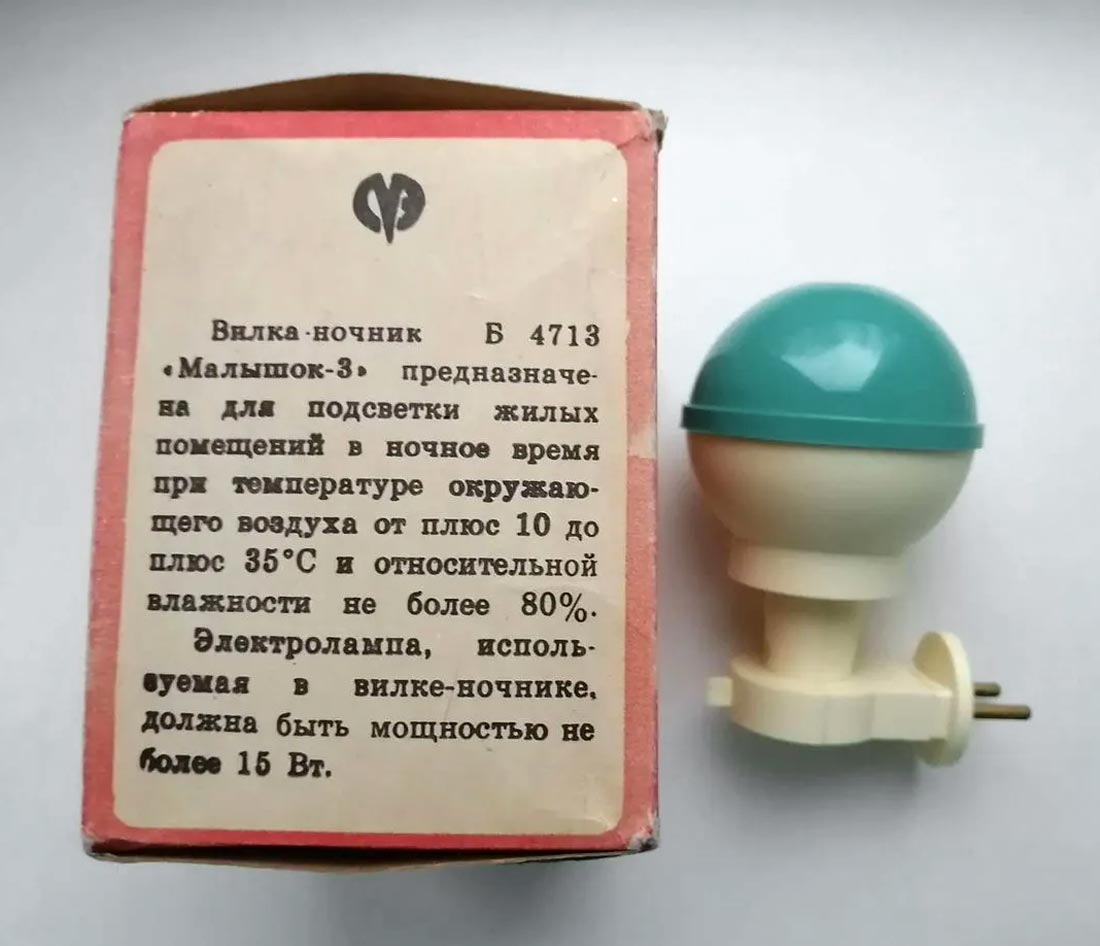 Вилка-ночник Б 4713
«Малышок-3» предназначе-
на для подсветки жилых
помещений в ночное время
при температуре окружаю-
щего воздуха от плюс 10 до
плюс 35°С и относительной
влажности не более 80%.
Электролампа, исполь-
зуемая в вилке-ночнике,
должна быть мощностью не
более 15 Вт.